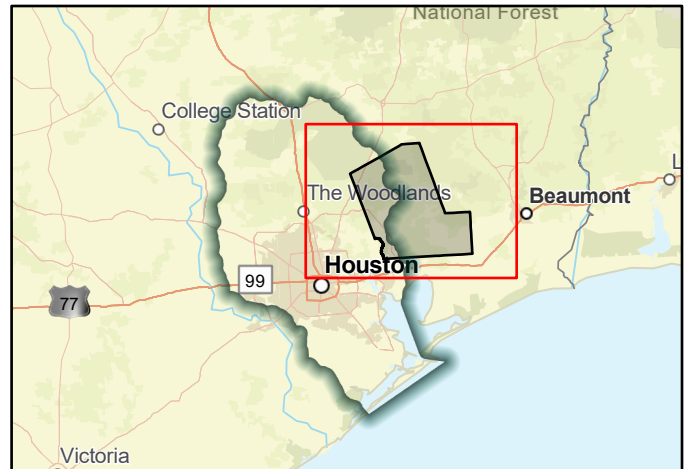 National Forest
College Station
L
The Woodlands
Beaumont
Houston
99
77
Victoria